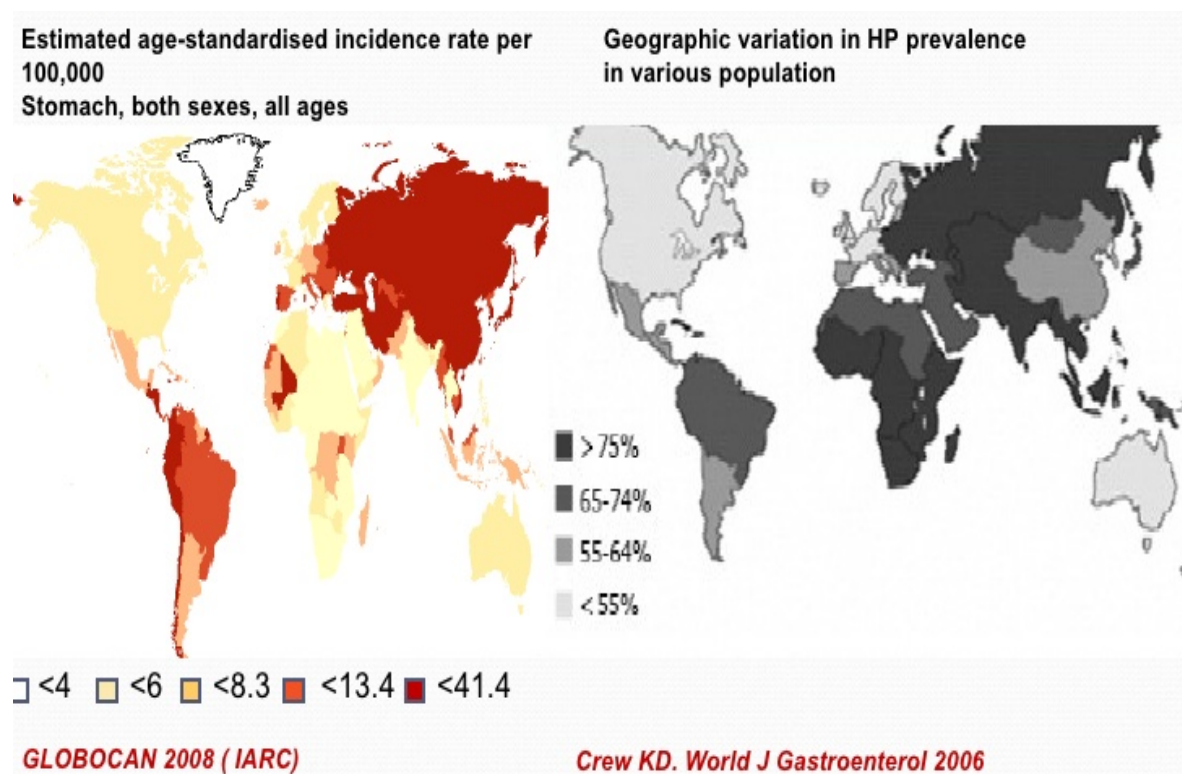 Estimated age-standardised incidence rate per
100,000
Stomach, both sexes, all ages
Geographic variation in HP prevalence
in various population
>75%
65-74%
55-64%
<55%
<4 <6 <8.3 <13.4 <41.4
GLOBOCAN 2008 ( IARC)
Crew KD. World J Gastroenterol 2006